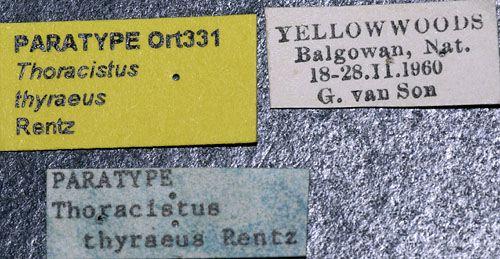 PARATYPE Ort331
Thoracistus
thyraeus
Rentz
YELLOWWOODS
Balgowan, Nat.
18-28.II.1960
G. van Son
PARATYPE
Thoracistus
thyraeus Rentz